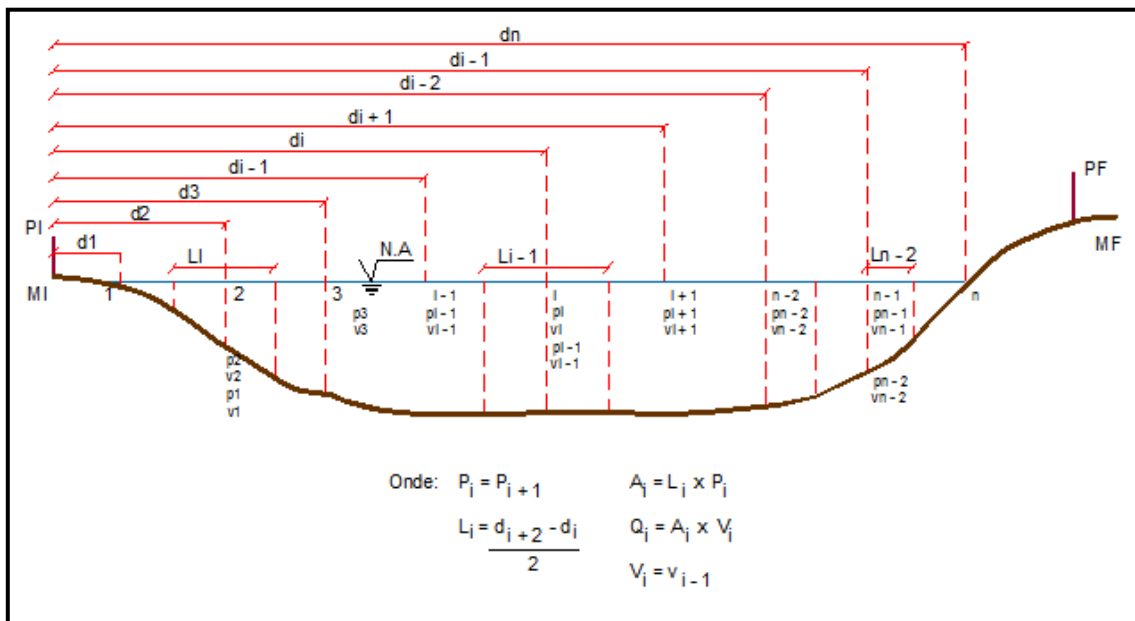 dn
di - 1
di - 2
di + 1
di
di - 1
d3
d2
PI
d1
LI
N.A
Li - 1
Ln - 2
PF
MF
MI
1
2
3
p3
v3
I - 1
pI - 1
vI - 1
I
pI
vI
pI - 1
vI - 1
I + 1
pI + 1
vI + 1
n - 2
pn - 2
vn - 2
n - 1
pn - 1
vn - 1
n
p2
v2
p1
v1
pn - 2
vn - 2
Onde: Pi = Pi+1 Ai = Li x Pi
Li = di+2 - di Qi = Ai x Vi
2
Vi = vi-1